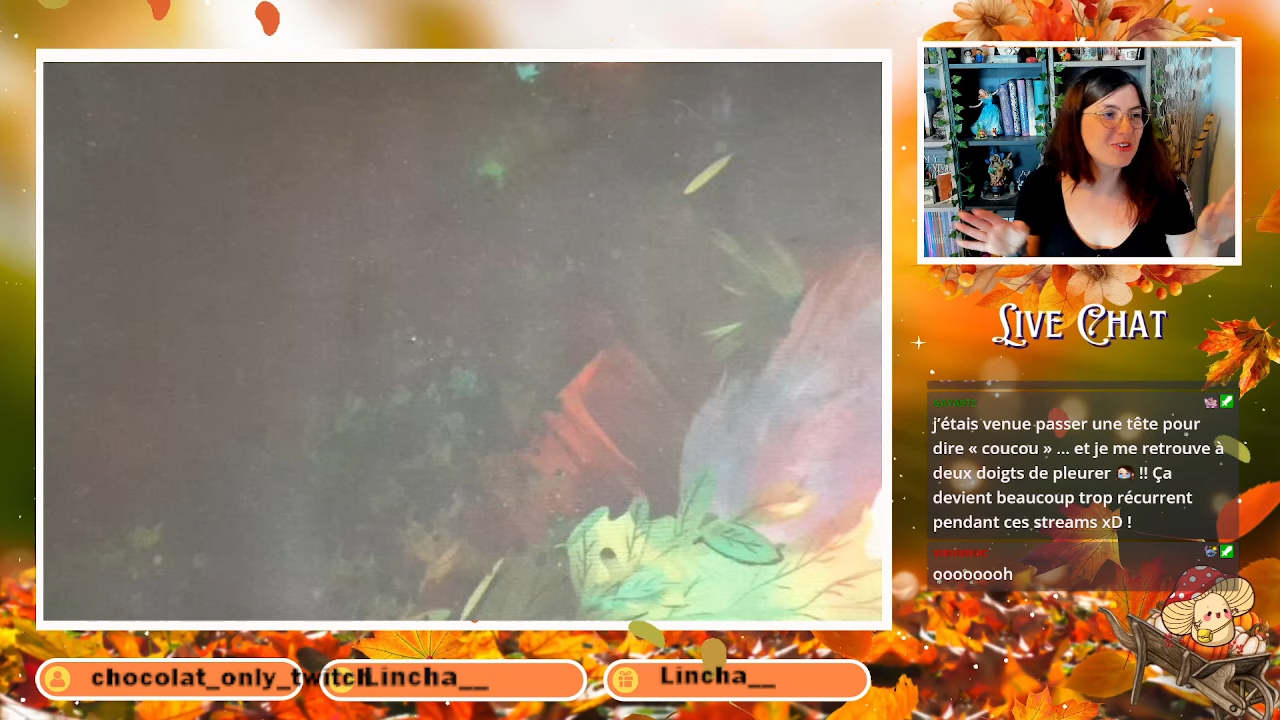 LIVE CHAT
j'étais venue passer une tête pour
dire « coucou » ... et je me retrouve à
deux doigts de pleurer !! Ça
devient beaucoup trop récurrent
pendant ces streams xD !
oooooooh
chocolat_only_twitch
Lincha__
Lincha__